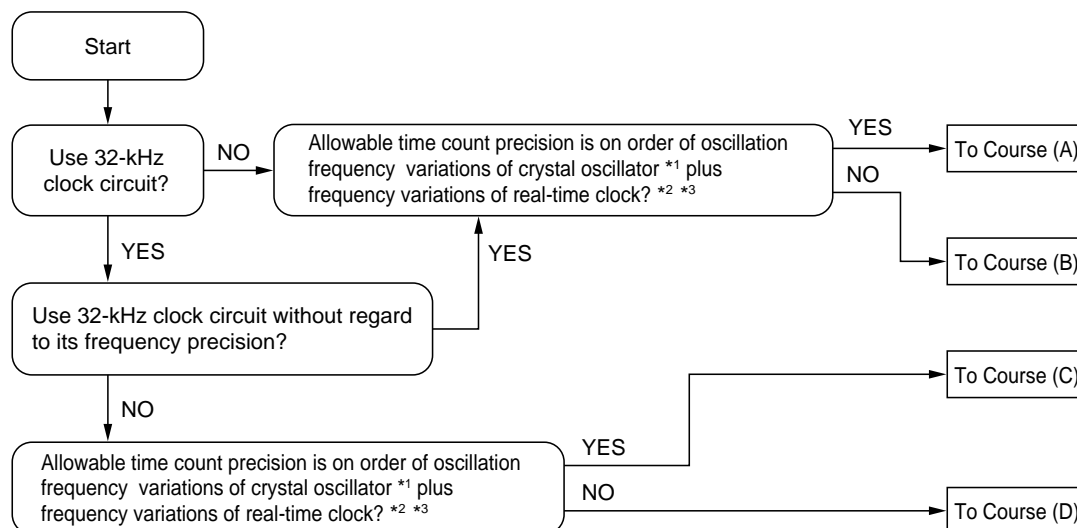 Start
Use 32-kHz
clock circuit?
NO
Allowable time count precision is on order of oscillation
frequency variations of crystal oscillator *1 plus
frequency variations of real-time clock? *2 *3
YES
To Course (A)
NO
To Course (B)
YES
YES
Use 32-kHz clock circuit without regard
to its frequency precision?
NO
Allowable time count precision is on order of oscillation
frequency variations of crystal oscillator *1 plus
frequency variations of real-time clock? *2 *3
YES
To Course (C)
NO
To Course (D)